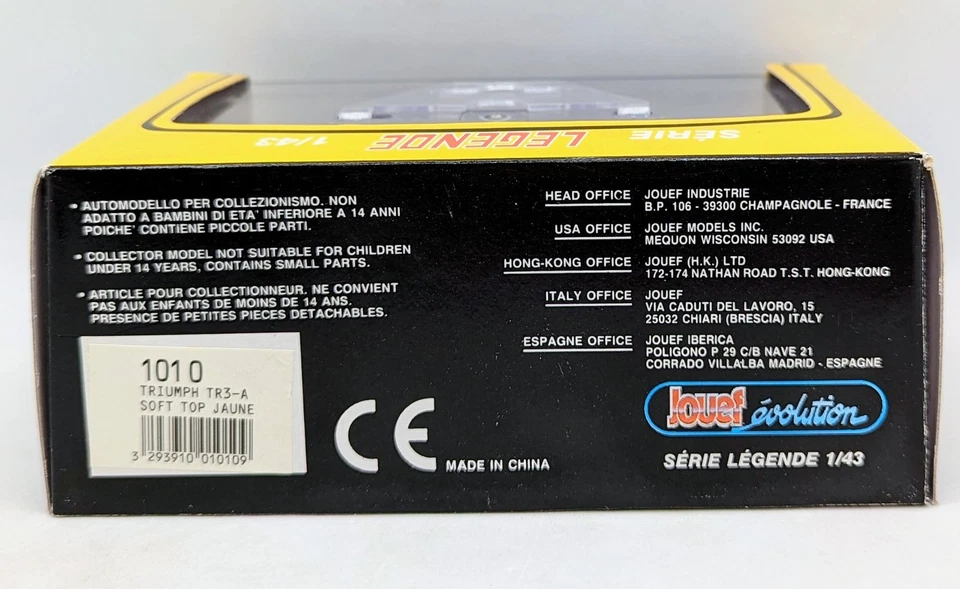 SÉRIE LEGENDE 1/43
• AUTOMODELLO PER COLLEZIONISMO. NON
ADATTO A BAMBINI DI ETA' INFERIORE A 14 ANNI
POICHE' CONTIENE PICCOLE PARTI.
• COLLECTOR MODEL NOT SUITABLE FOR CHILDREN
UNDER 14 YEARS, CONTAINS SMALL PARTS.
• ARTICLE POUR COLLECTIONNEUR. NE CONVIENT
PAS AUX ENFANTS DE MOINS DE 14 ANS.
PRESENCE DE PETITES PIECES DETACHABLES.
HEAD OFFICE JOUEF INDUSTRIE
B.P. 106 - 39300 CHAMPAGNOLE - FRANCE
USA OFFICE JOUEF MODELS INC.
MEQUON WISCONSIN 53092 USA
HONG-KONG OFFICE JOUEF (H.K.) LTD
172-174 NATHAN ROAD T.S.T. HONG-KONG
ITALY OFFICE JOUEF
VIA CADUTI DEL LAVORO, 15
25032 CHIARI (BRESCIA) ITALY
ESPAGNE OFFICE JOUEF IBERICA
POLIGONO P 29 C/B NAVE 21
CORRADO VILLALBA MADRID - ESPAGNE
1010
TRIUMPH TR3-A
SOFT TOP JAUNE
3 293910 010109
CE MADE IN CHINA
Jouef évolution
SÉRIE LÉGENDE 1/43